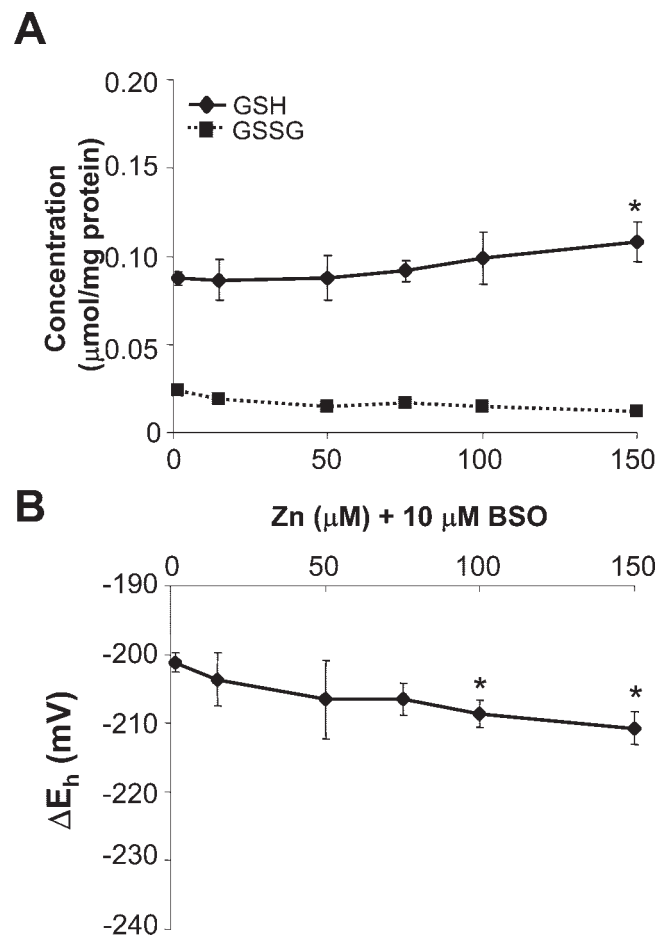 A
0.20
0.15
0.10
0.05
0
Concentration
(μmol/mg protein)
GSH
GSSG
*
0 50 100 150
Zn (μM) + 10 μM BSO
B
0 50 100 150
-190
-200
-210
-220
-230
-240
ΔEh (mV)
* *